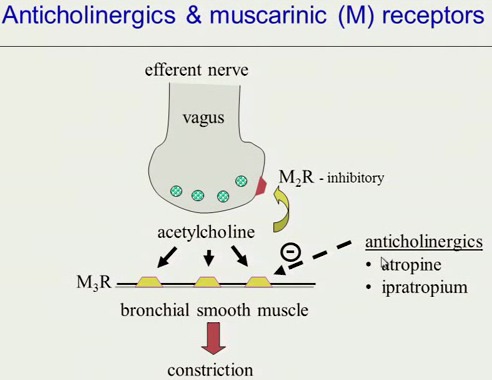 Anticholinergics & muscarinic (M) receptors
efferent nerve
vagus
M₂R - inhibitory
acetylcholine
anticholinergics
• atropine
• ipratropium
M₃R
bronchial smooth muscle
constriction